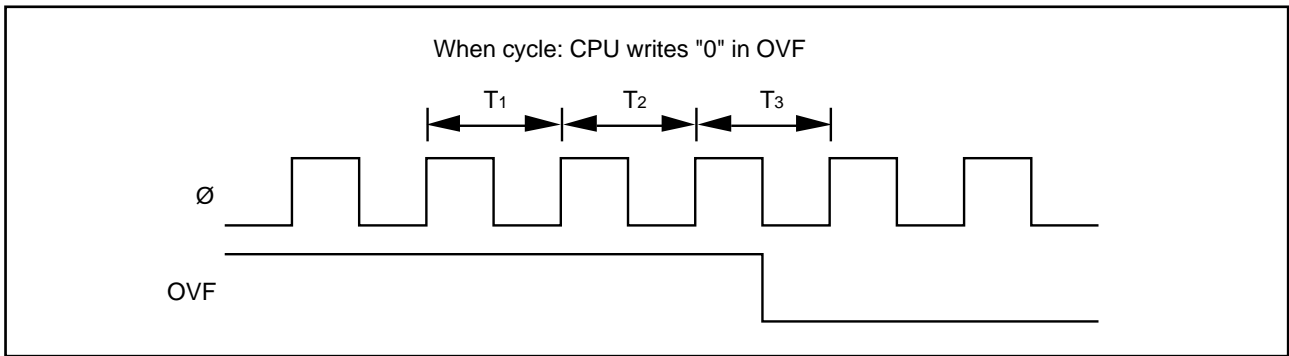 When cycle: CPU writes "0" in OVF
T1 T2 T3
Ø
OVF